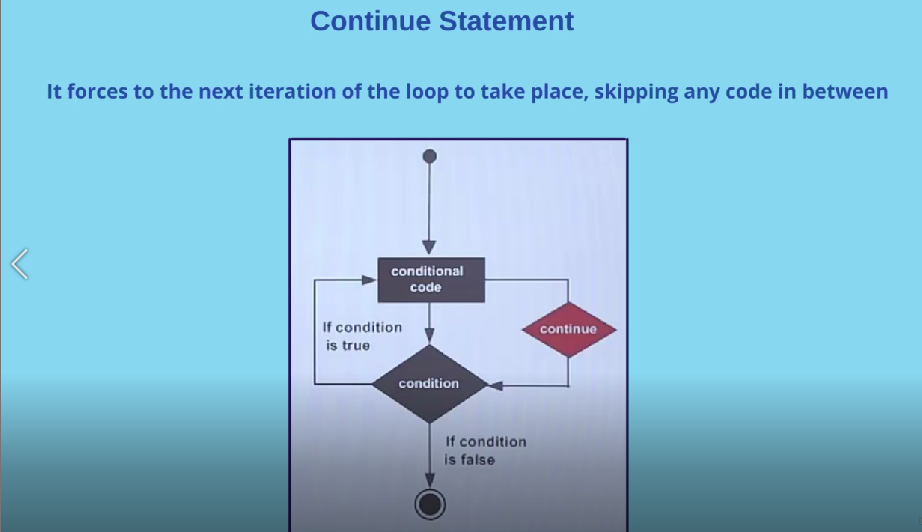 Continue Statement
It forces to the next iteration of the loop to take place, skipping any code in between
conditional
code
If condition
is true
continue
condition
If condition
is false